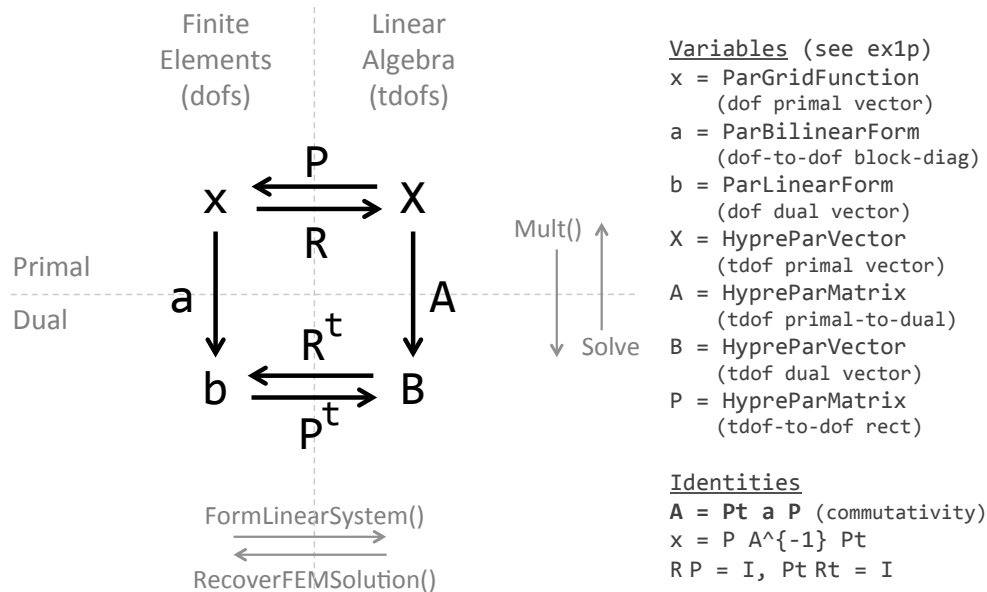 Finite
Elements
(dofs)
Linear
Algebra
(tdofs)
P
x
X
R
Primal
a
A
Dual
R^t
b
B
P^t
Mult()
Solve
FormLinearSystem()
RecoverFEMSolution()
Variables (see ex1p)
x = ParGridFunction
(dof primal vector)
a = ParBilinearForm
(dof-to-dof block-diag)
b = ParLinearForm
(dof dual vector)
X = HypreParVector
(tdof primal vector)
A = HypreParMatrix
(tdof primal-to-dual)
B = HypreParVector
(tdof dual vector)
P = HypreParMatrix
(tdof-to-dof rect)
Identities
A = Pt a P (commutativity)
x = P A^{-1} Pt
R P = I, Pt Rt = I